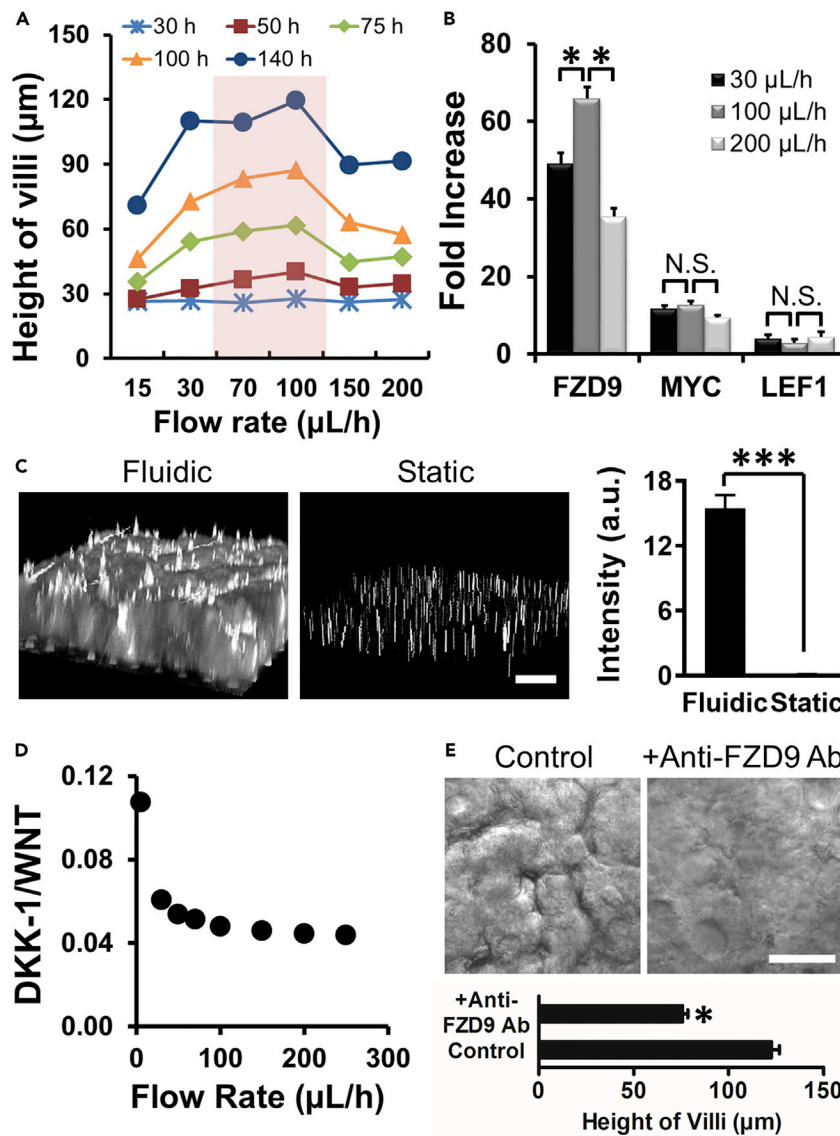 A
30 h
50 h
75 h
100 h
140 h
Height of villi (µm)
150
120
90
60
30
0
15 30 70 100 150 200
Flow rate (µL/h)
B
Fold Increase
80
60
40
20
0
* *
30 µL/h
100 µL/h
200 µL/h
N.S.
N.S.
FZD9 MYC LEF1
C
Fluidic
Static
Intensity (a.u.)
18
15
12
9
6
3
0
***
Fluidic Static
D
DKK-1/WNT
0.12
0.08
0.04
0.00
0 100 200 300
Flow Rate (µL/h)
E
Control
+Anti-FZD9 Ab
+Anti-
FZD9 Ab
*
Control
0 50 100 150
Height of Villi (µm)